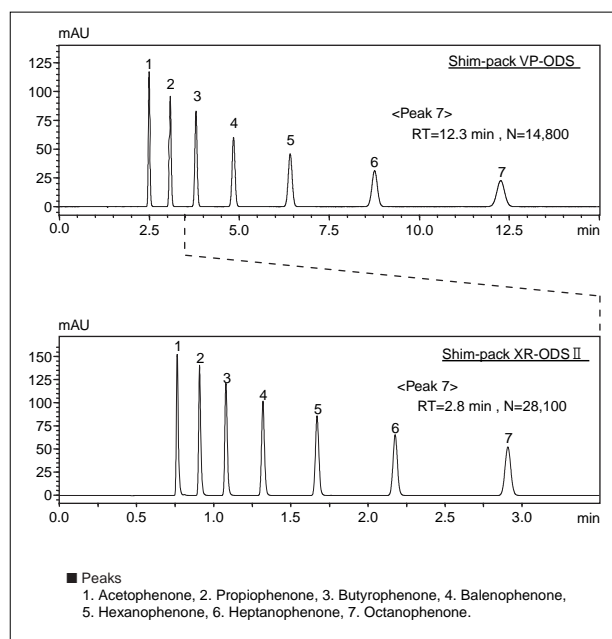 mAU
Shim-pack VP-ODS
125
100
75
50
25
0
1
2
3
4
5
6
7
<Peak 7>
RT=12.3 min , N=14,800
0.0 2.5 5.0 7.5 10.0 12.5 min
mAU
Shim-pack XR-ODS Ⅱ
150
125
100
75
50
25
0
1
2
3
4
5
6
7
<Peak 7>
RT=2.8 min , N=28,100
0.0 0.5 1.0 1.5 2.0 2.5 3.0 min
■ Peaks
1. Acetophenone, 2. Propiophenone, 3. Butyrophenone, 4. Balenophenone,
5. Hexanophenone, 6. Heptanophenone, 7. Octanophenone.